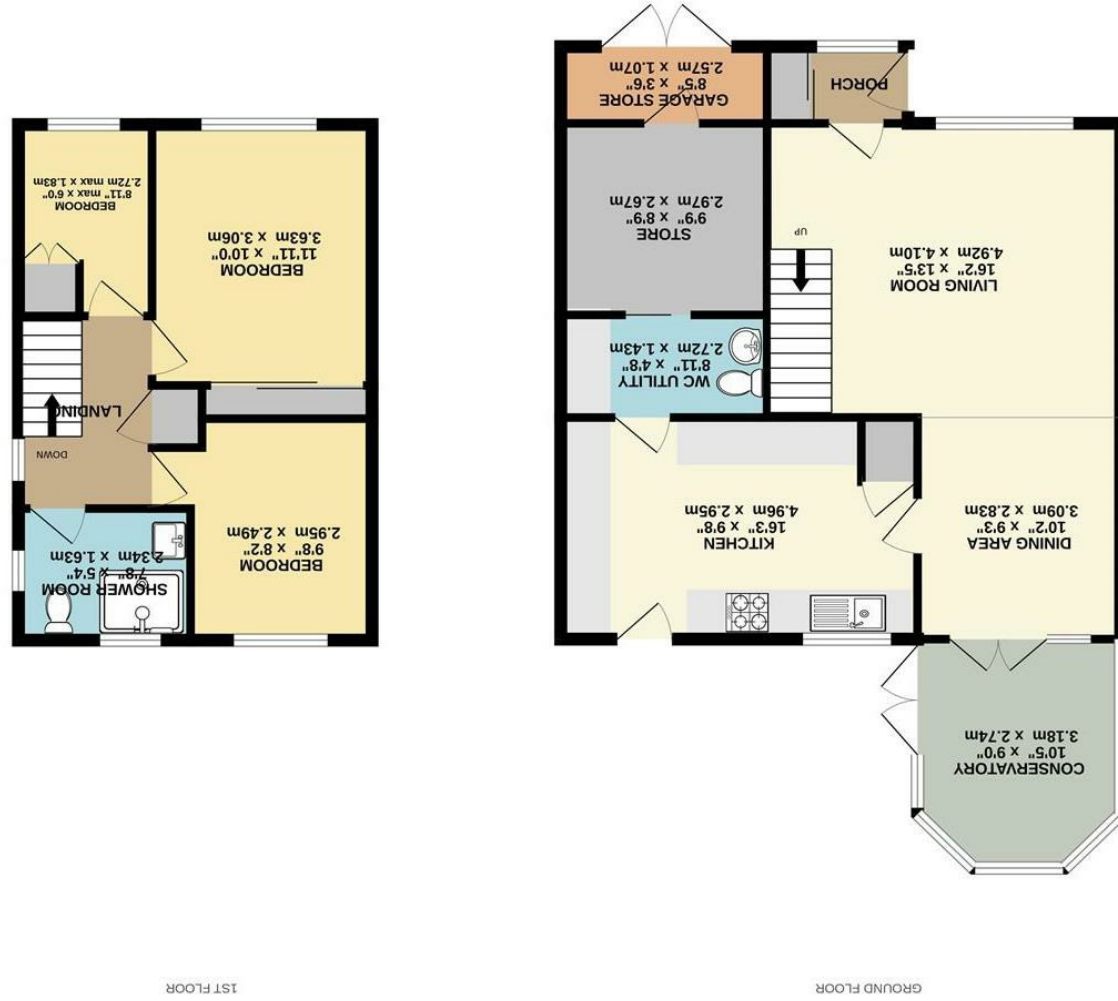 GROUND FLOOR
1ST FLOOR
CONSERVATORY
10'5" x 9'0"
3.18m x 2.74m
DINING AREA
10'2" x 9'3"
3.09m x 2.83m
KITCHEN
16'3" x 9'8"
4.96m x 2.95m
WC UTILITY
8'11" x 4'8"
2.72m x 1.43m
LIVING ROOM
16'2" x 13'5"
4.92m x 4.10m
UP
STORE
9'9" x 8'9"
2.97m x 2.67m
PORCH
GARAGE STORE
8'5" x 3'6"
2.57m x 1.07m
BEDROOM
9'8" x 8'2"
2.95m x 2.49m
SHOWER ROOM
7'8" x 5'4"
2.34m x 1.63m
DOWN
LANDING
BEDROOM
11'11" x 10'0"
3.63m x 3.06m
BEDROOM
8'11" max x 6'0"
2.72m max x 1.83m